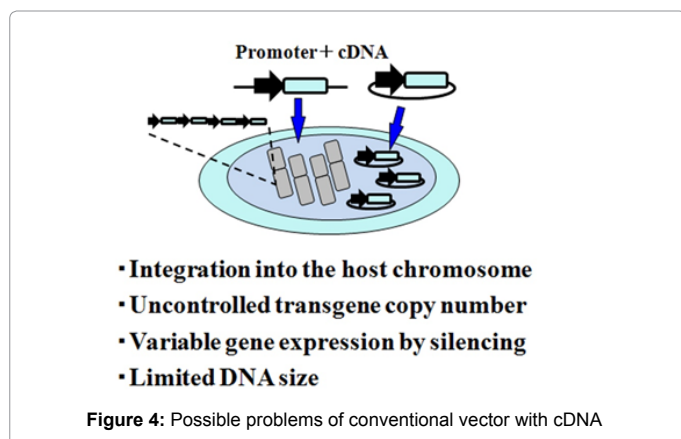 Promoter＋ cDNA
・Integration into the host chromosome
・Uncontrolled transgene copy number
・Variable gene expression by silencing
・Limited DNA size
Figure 4: Possible problems of conventional vector with cDNA